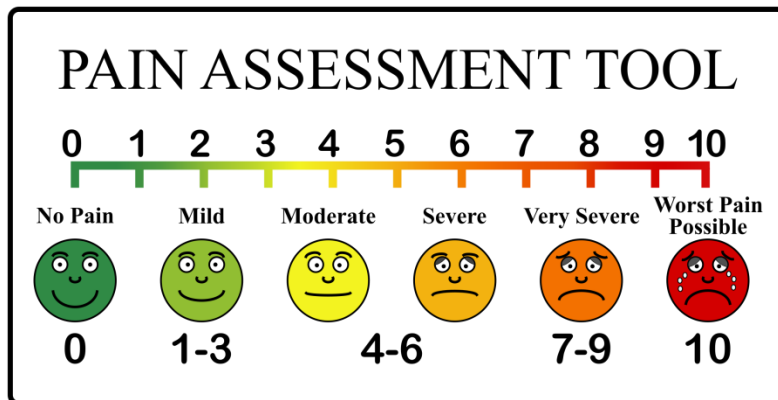 PAIN ASSESSMENT TOOL
0 1 2 3 4 5 6 7 8 9 10
No Pain Mild Moderate Severe Very Severe Worst Pain
Possible
0 1-3 4-6 7-9 10